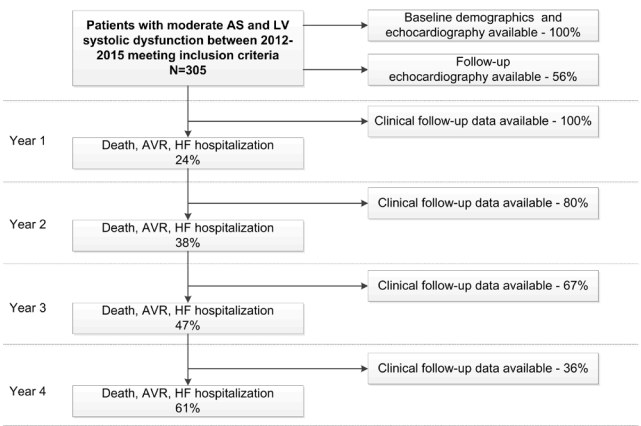 Patients with moderate AS and LV
systolic dysfunction between 2012-
2015 meeting inclusion criteria
N=305
Baseline demographics and
echocardiography available - 100%
Follow-up
echocardiography available - 56%
Year 1
Clinical follow-up data available - 100%
Death, AVR, HF hospitalization
24%
Year 2
Clinical follow-up data available - 80%
Death, AVR, HF hospitalization
38%
Year 3
Clinical follow-up data available - 67%
Death, AVR, HF hospitalization
47%
Year 4
Clinical follow-up data available - 36%
Death, AVR, HF hospitalization
61%